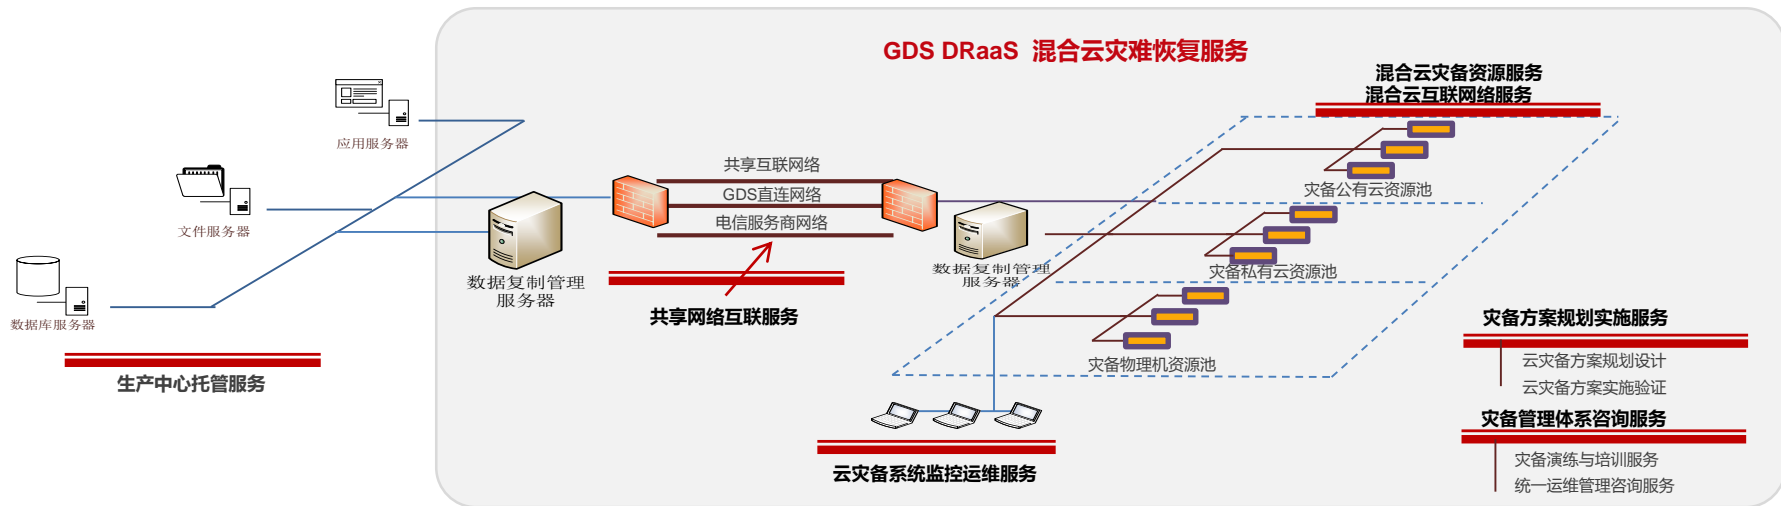 GDS DRaaS 混合云灾难恢复服务
混合云灾备资源服务
混合云互联网络服务
应用服务器
文件服务器
数据库服务器
生产中心托管服务
数据复制管理
服务器
共享互联网络
GDS直连网络
电信服务商网络
共享网络互联服务
数据复制管理
服务器
灾备公有云资源池
灾备私有云资源池
灾备物理机资源池
云灾备系统监控运维服务
灾备方案规划实施服务
云灾备方案规划设计
云灾备方案实施验证
灾备管理体系咨询服务
灾备演练与培训服务
统一运维管理咨询服务